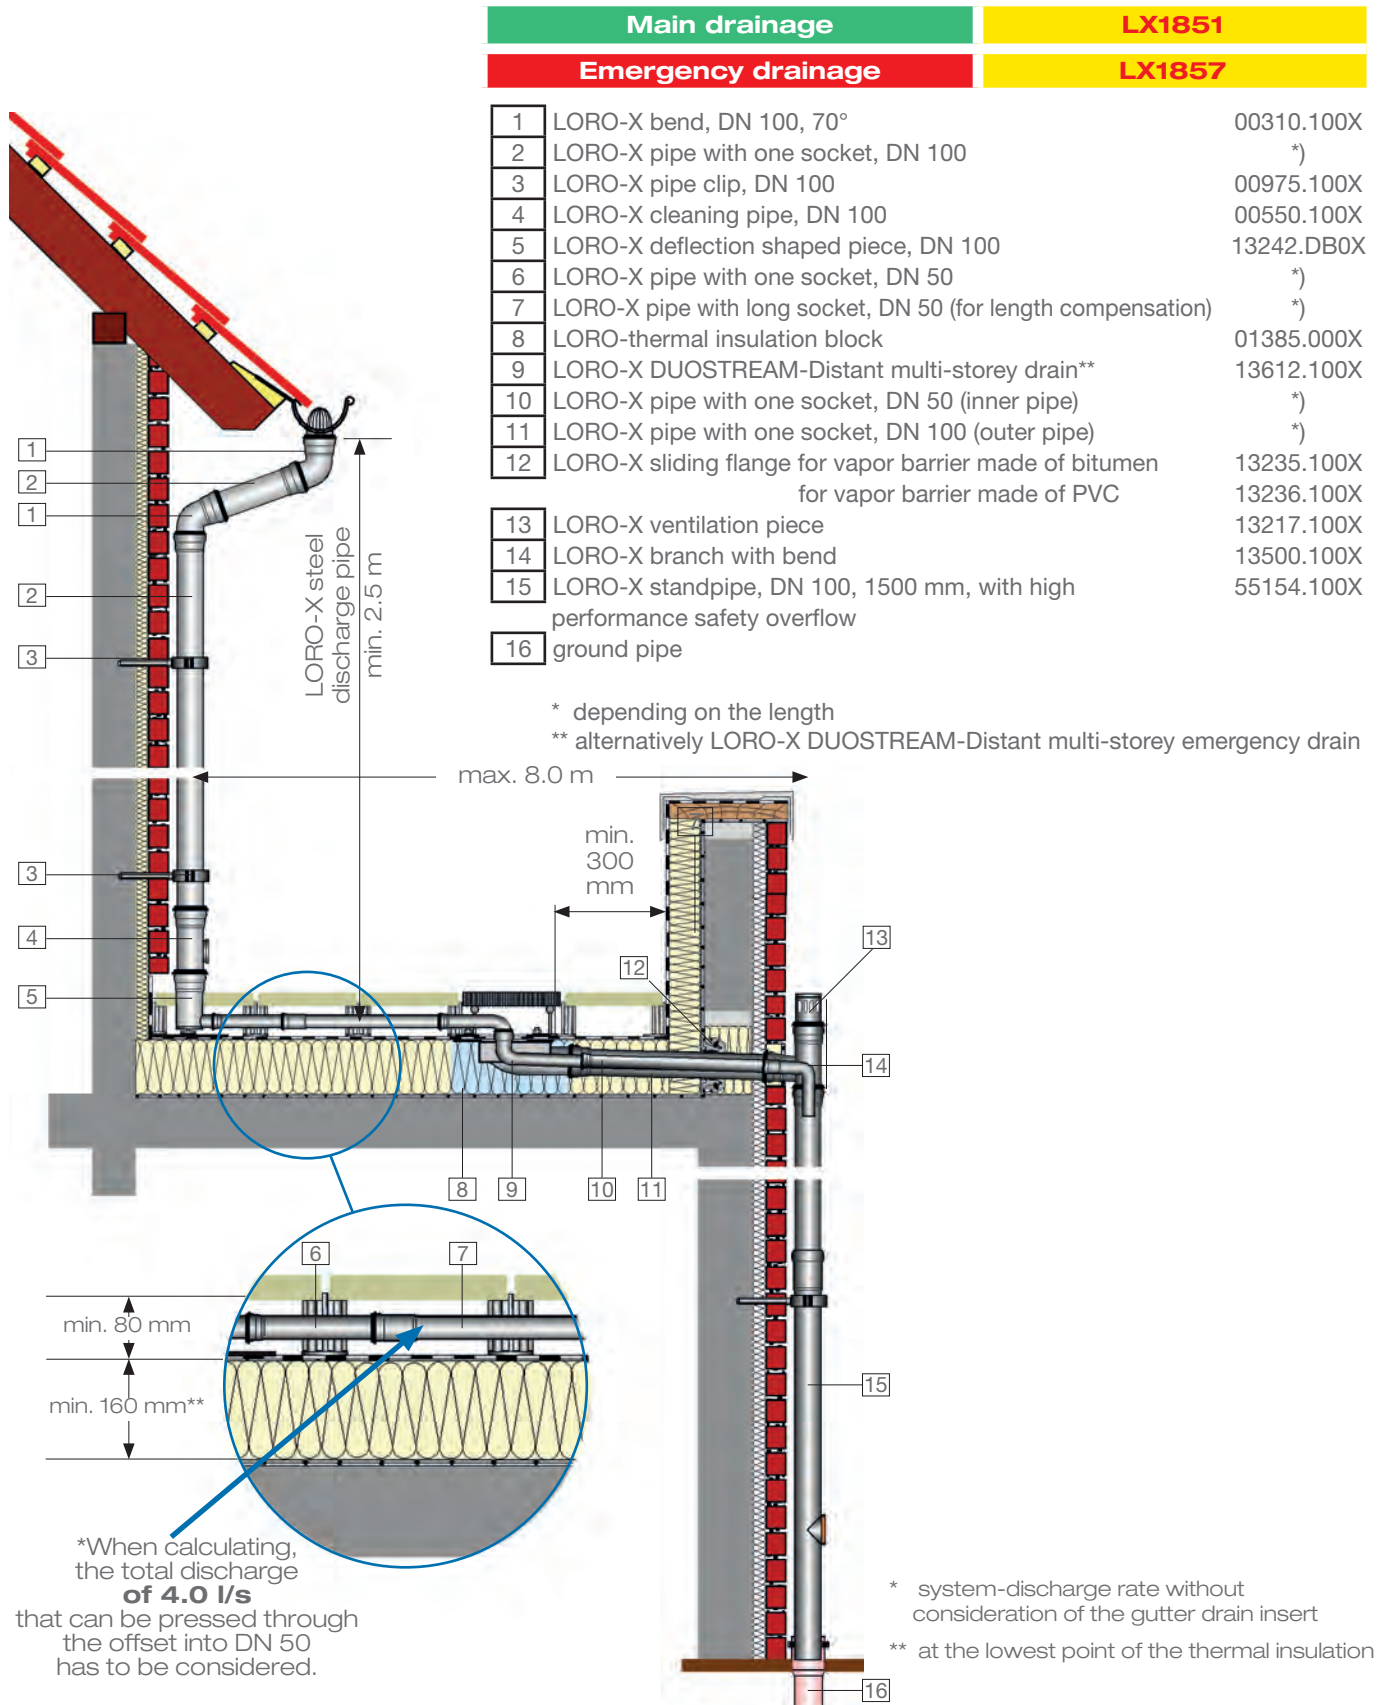 Main drainage LX1851
Emergency drainage LX1857
1 LORO-X bend, DN 100, 70° 00310.100X
2 LORO-X pipe with one socket, DN 100 *)
3 LORO-X pipe clip, DN 100 00975.100X
4 LORO-X cleaning pipe, DN 100 00550.100X
5 LORO-X deflection shaped piece, DN 100 13242.DB0X
6 LORO-X pipe with one socket, DN 50 *)
7 LORO-X pipe with long socket, DN 50 (for length compensation) *)
8 LORO-thermal insulation block 01385.000X
9 LORO-X DUOSTREAM-Distant multi-storey drain** 13612.100X
10 LORO-X pipe with one socket, DN 50 (inner pipe) *)
11 LORO-X pipe with one socket, DN 100 (outer pipe) *)
12 LORO-X sliding flange for vapor barrier made of bitumen 13235.100X
for vapor barrier made of PVC 13236.100X
13 LORO-X ventilation piece 13217.100X
14 LORO-X branch with bend 13500.100X
15 LORO-X standpipe, DN 100, 1500 mm, with high 55154.100X
performance safety overflow
16 ground pipe
* depending on the length
** alternatively LORO-X DUOSTREAM-Distant multi-storey emergency drain
1
2
1
2
3
3
4
5
LORO-X steel
discharge pipe
min. 2.5 m
max. 8.0 m
min.
300
mm
12
13
14
8
9
10
11
6
7
min. 80 mm
min. 160 mm**
15
16
*When calculating,
the total discharge
of 4.0 l/s
that can be pressed through
the offset into DN 50
has to be considered.
* system-discharge rate without
consideration of the gutter drain insert
** at the lowest point of the thermal insulation